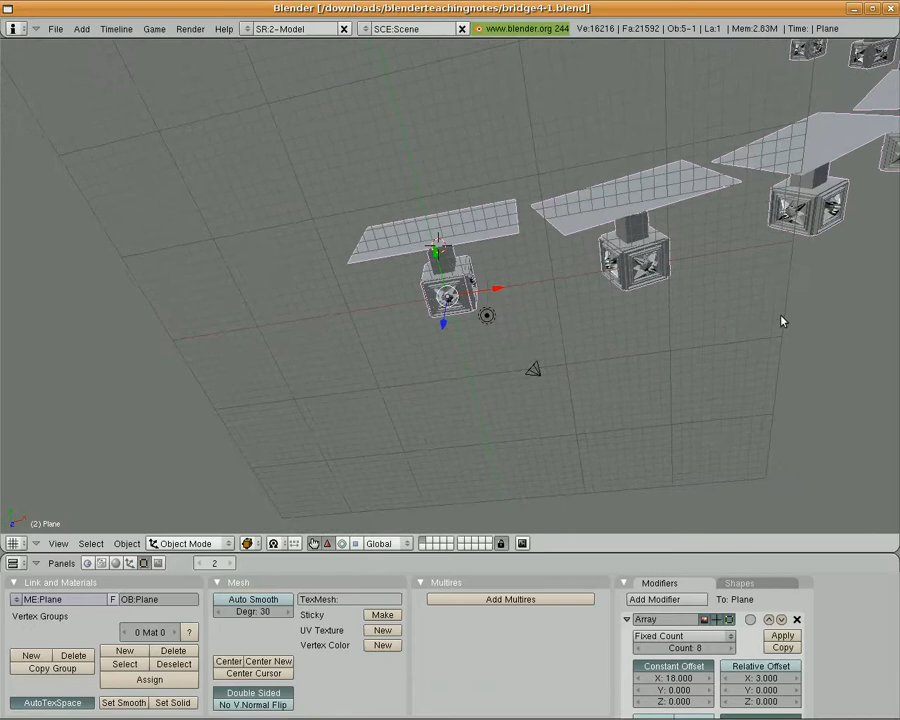 Blender [/downloads/blenderteachingnotes/bridge4-1.blend]
File Add Timeline Game Render Help SR:2-Model SCE:Scene www.blender.org 244 Ve:16216 | Fa:21592 | Ob:5-1 | La:1 | Mem:2.83M | Time: | Plane
(2) Plane
View Select Object Object Mode Global
Panels 2
Link and Materials Mesh Multires Modifiers Shapes
ME:Plane F OB:Plane Auto Smooth TexMesh: Add Multires Add Modifier To: Plane
Degr: 30
Vertex Groups Sticky Make Array
0 Mat 0 ? UV Texture New Fixed Count Apply
Vertex Color New Count: 8 Copy
New Delete New Delete Center Center New Constant Offset Relative Offset
Copy Group Select Deselect Center Cursor X: 18.000 X: 3.000
Assign Y: 0.000 Y: 0.000
Double Sided
AutoTexSpace Set Smooth Set Solid No V.Normal Flip Z: 0.000 Z: 0.000